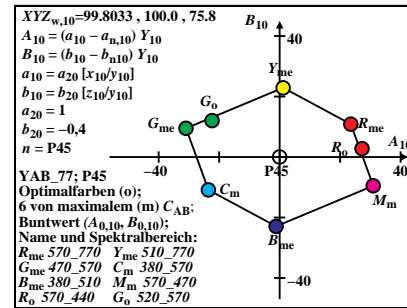 XYZw,10=99.8033 , 100.0 , 75.8
A10 = (a10 – an,10) Y10
B10 = (b10 – bn10) Y10
a10 = a20 [x10/y10]
b10 = b20 [z10/y10]
a20 = 1
b20 = –0,4
n = P45
YAB_77; P45
Optimalfarben (o);
6 von maximalem (m) CAB:
Buntwert (A0,10, B0,10);
Name und Spektralbereich:
Rme 570_770 Yme 510_770
Gme 470_570 Cm 380_570
Bme 380_510 Mm 570_470
Ro 570_440 Go 520_570
B10
40
Yme
Go
Gme
Rme
Ro
A10
–40
P45
40
Cm
Mm
Bme
–40